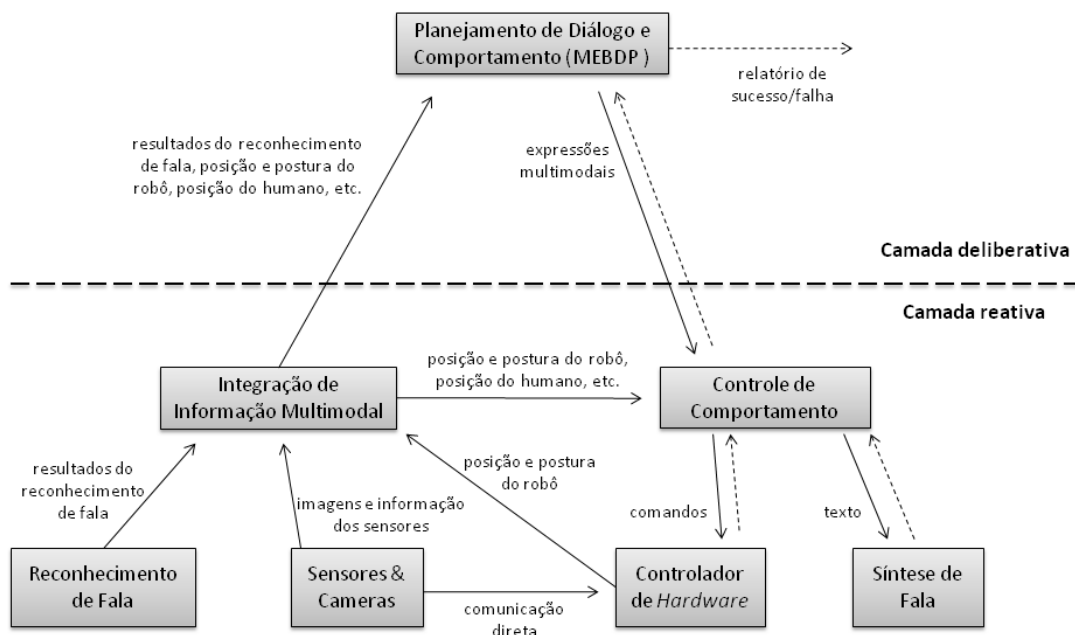 Planejamento de Diálogo e
Comportamento (MEBDP )
relatório de
sucesso/falha
resultados do reconhecimento
de fala, posição e postura do
robô, posição do humano, etc.
expressões
multimodais
Camada deliberativa
Camada reativa
posição e postura do robô,
posição do humano, etc.
Integração de
Informação Multimodal
Controle de
Comportamento
resultados do
reconhecimento
de fala
imagens e informação
dos sensores
posição e postura
do robô
comandos
texto
Reconhecimento
de Fala
Sensores &
Cameras
comunicação
direta
Controlador
de Hardware
Síntese de
Fala